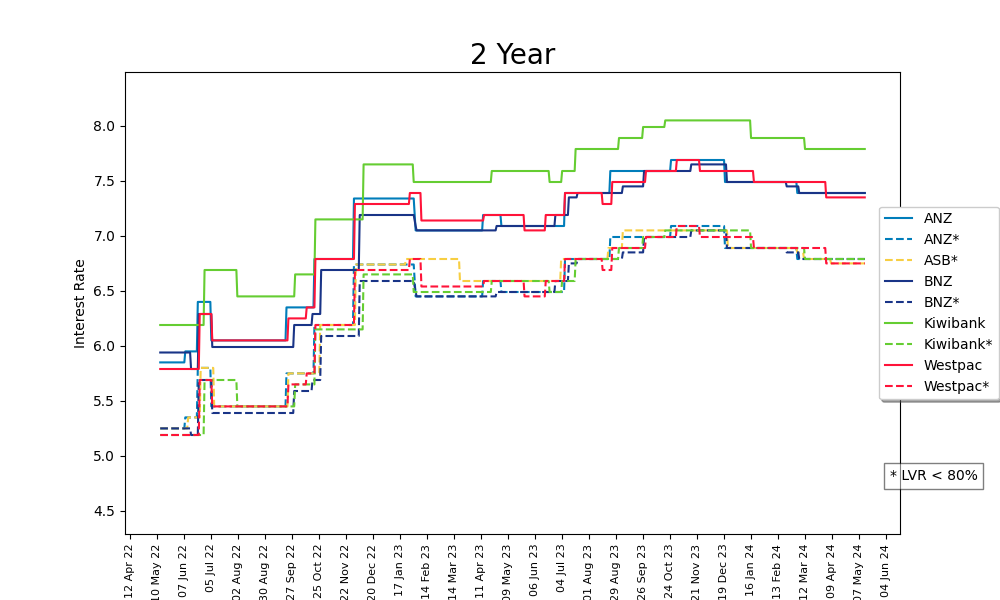 2 Year
Interest Rate
8.0
7.5
7.0
6.5
6.0
5.5
5.0
4.5
12 Apr 22
10 May 22
07 Jun 22
05 Jul 22
02 Aug 22
30 Aug 22
27 Sep 22
25 Oct 22
22 Nov 22
20 Dec 22
17 Jan 23
14 Feb 23
14 Mar 23
11 Apr 23
09 May 23
06 Jun 23
04 Jul 23
01 Aug 23
29 Aug 23
26 Sep 23
24 Oct 23
21 Nov 23
19 Dec 23
16 Jan 24
13 Feb 24
12 Mar 24
09 Apr 24
07 May 24
04 Jun 24
ANZ
ANZ*
ASB*
BNZ
BNZ*
Kiwibank
Kiwibank*
Westpac
Westpac*
* LVR < 80%